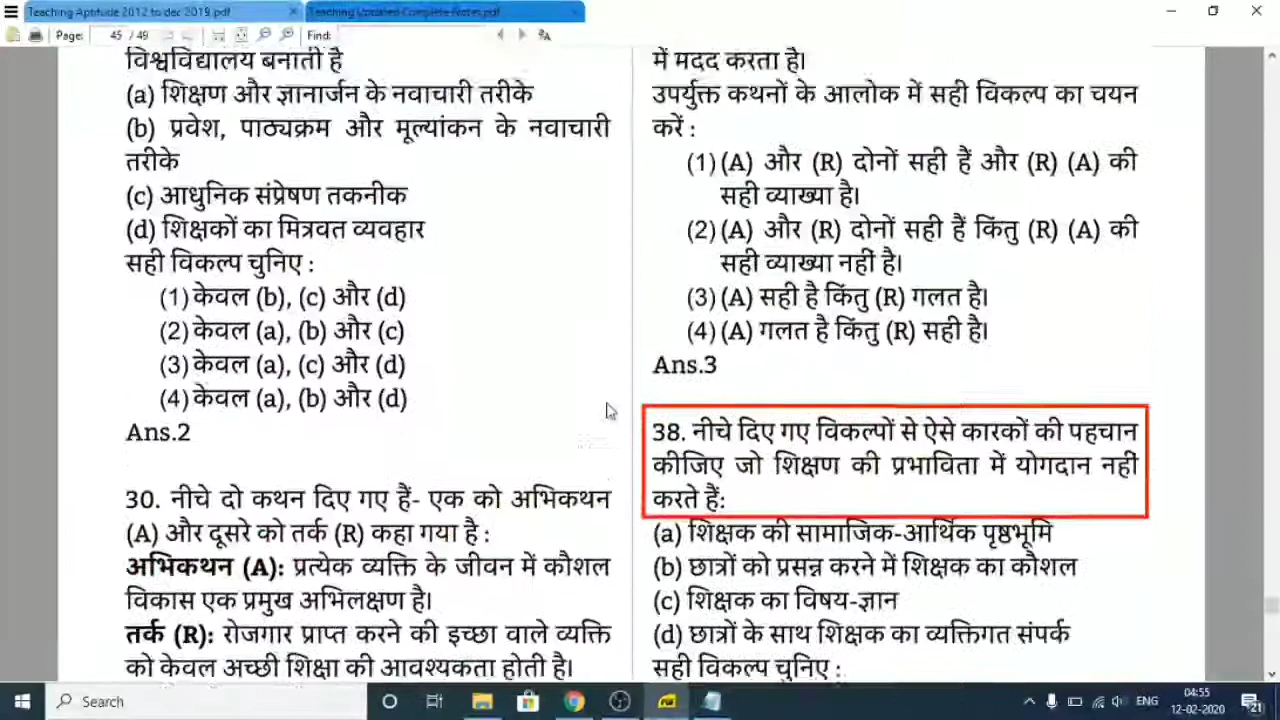 Teaching Aptitude 2012 to dec 2019.pdf
Teaching Updated Complete Notes.pdf
Page: 45 / 49
Find:
विश्वविद्यालय बनाती है
(a) शिक्षण और ज्ञानार्जन के नवाचारी तरीके
(b) प्रवेश, पाठ्यक्रम और मूल्यांकन के नवाचारी
तरीके
(c) आधुनिक संप्रेषण तकनीक
(d) शिक्षकों का मित्रवत व्यवहार
सही विकल्प चुनिए :
(1) केवल (b), (c) और (d)
(2) केवल (a), (b) और (c)
(3) केवल (a), (c) और (d)
(4) केवल (a), (b) और (d)
Ans.2
30. नीचे दो कथन दिए गए हैं- एक को अभिकथन
(A) और दूसरे को तर्क (R) कहा गया है :
अभिकथन (A): प्रत्येक व्यक्ति के जीवन में कौशल
विकास एक प्रमुख अभिलक्षण है।
तर्क (R): रोजगार प्राप्त करने की इच्छा वाले व्यक्ति
को केवल अच्छी शिक्षा की आवश्यकता होती है।
में मदद करता है।
उपर्युक्त कथनों के आलोक में सही विकल्प का चयन
करें :
(1) (A) और (R) दोनों सही हैं और (R) (A) की
सही व्याख्या है।
(2) (A) और (R) दोनों सही हैं किंतु (R) (A) की
सही व्याख्या नहीं है।
(3) (A) सही है किंतु (R) गलत है।
(4) (A) गलत है किंतु (R) सही है।
Ans.3
38. नीचे दिए गए विकल्पों से ऐसे कारकों की पहचान
कीजिए जो शिक्षण की प्रभाविता में योगदान नहीं
करते हैं:
(a) शिक्षक की सामाजिक-आर्थिक पृष्ठभूमि
(b) छात्रों को प्रसन्न करने में शिक्षक का कौशल
(c) शिक्षक का विषय-ज्ञान
(d) छात्रों के साथ शिक्षक का व्यक्तिगत संपर्क
सही विकल्प चुनिए :
Search
ENG
04:55
12-02-2020
21